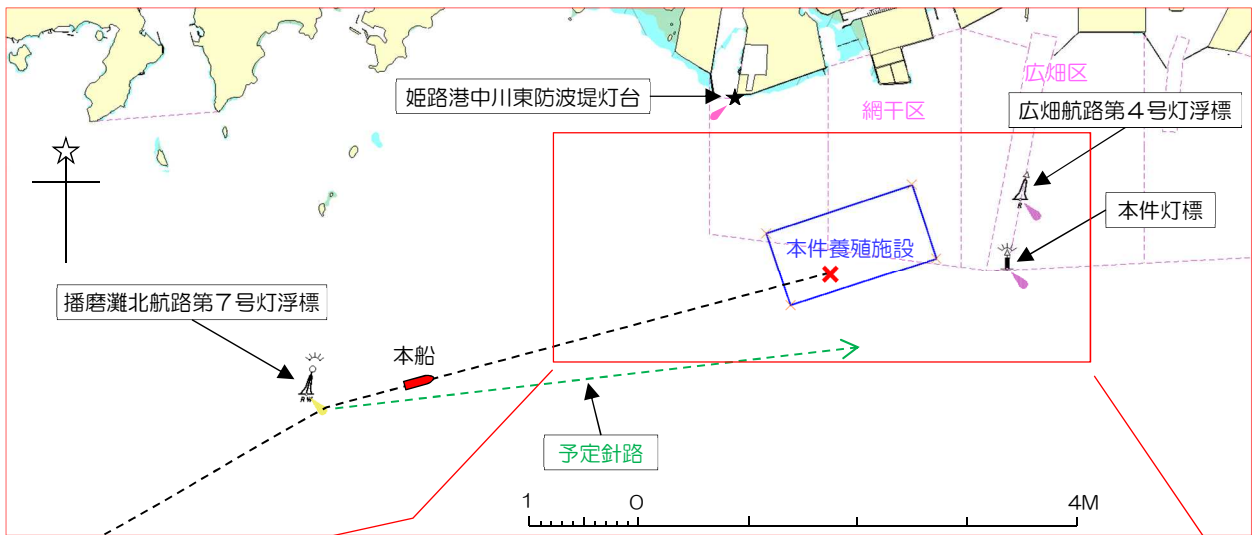 広畑区
姫路港中川東防波堤灯台
網干区
広畑航路第４号灯浮標
R
本件灯標
本件養殖施設
播磨灘北航路第７号灯浮標
本船
RW
予定針路
1 0 4M